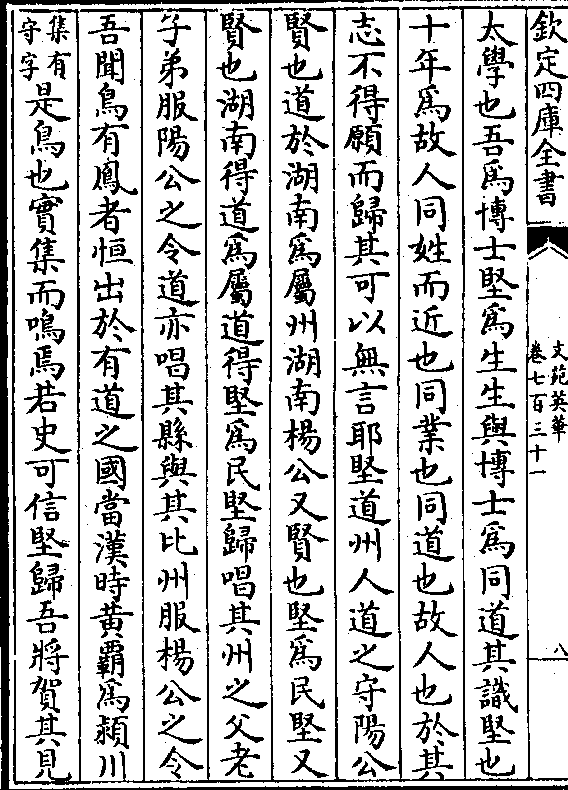 欽定四庫全書
文苑英華
卷七百三十一
八
太學也吾爲博士堅爲生生與博士爲同道其識堅也
十年爲故人同姓而近也同業也同道也故人也於其
志不得願而歸其可以無言耶堅道州人道之守陽公
賢也道於湖南爲屬州湖南楊公又賢也堅爲民堅又
賢也湖南得道爲屬道得堅爲民堅歸唱其州之父老
子弟服陽公之令道亦唱其縣與其比州服楊公之令
吾聞鳥有鳳者恒出於有道之國當漢時黃覇爲潁川
集有
守字
是鳥也實集而鳴焉若史可信堅歸吾將賀其見